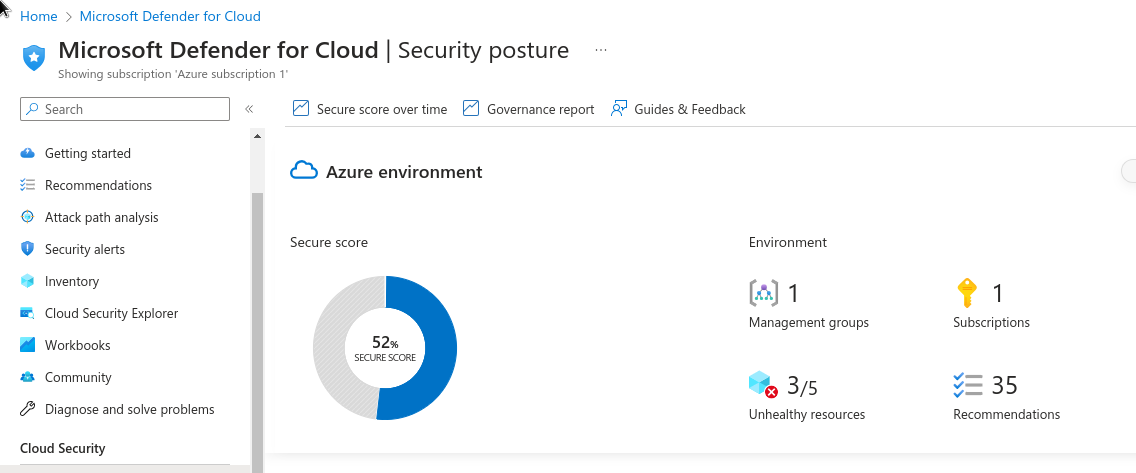 Home > Microsoft Defender for Cloud
Microsoft Defender for Cloud | Security posture ...
Showing subscription 'Azure subscription 1'
Search «
Secure score over time Governance report Guides & Feedback
Getting started
Recommendations
Attack path analysis
Security alerts
Inventory
Cloud Security Explorer
Workbooks
Community
Diagnose and solve problems
Cloud Security
Azure environment
Secure score
52%
SECURE SCORE
Environment
1
Management groups
1
Subscriptions
3/5
Unhealthy resources
35
Recommendations